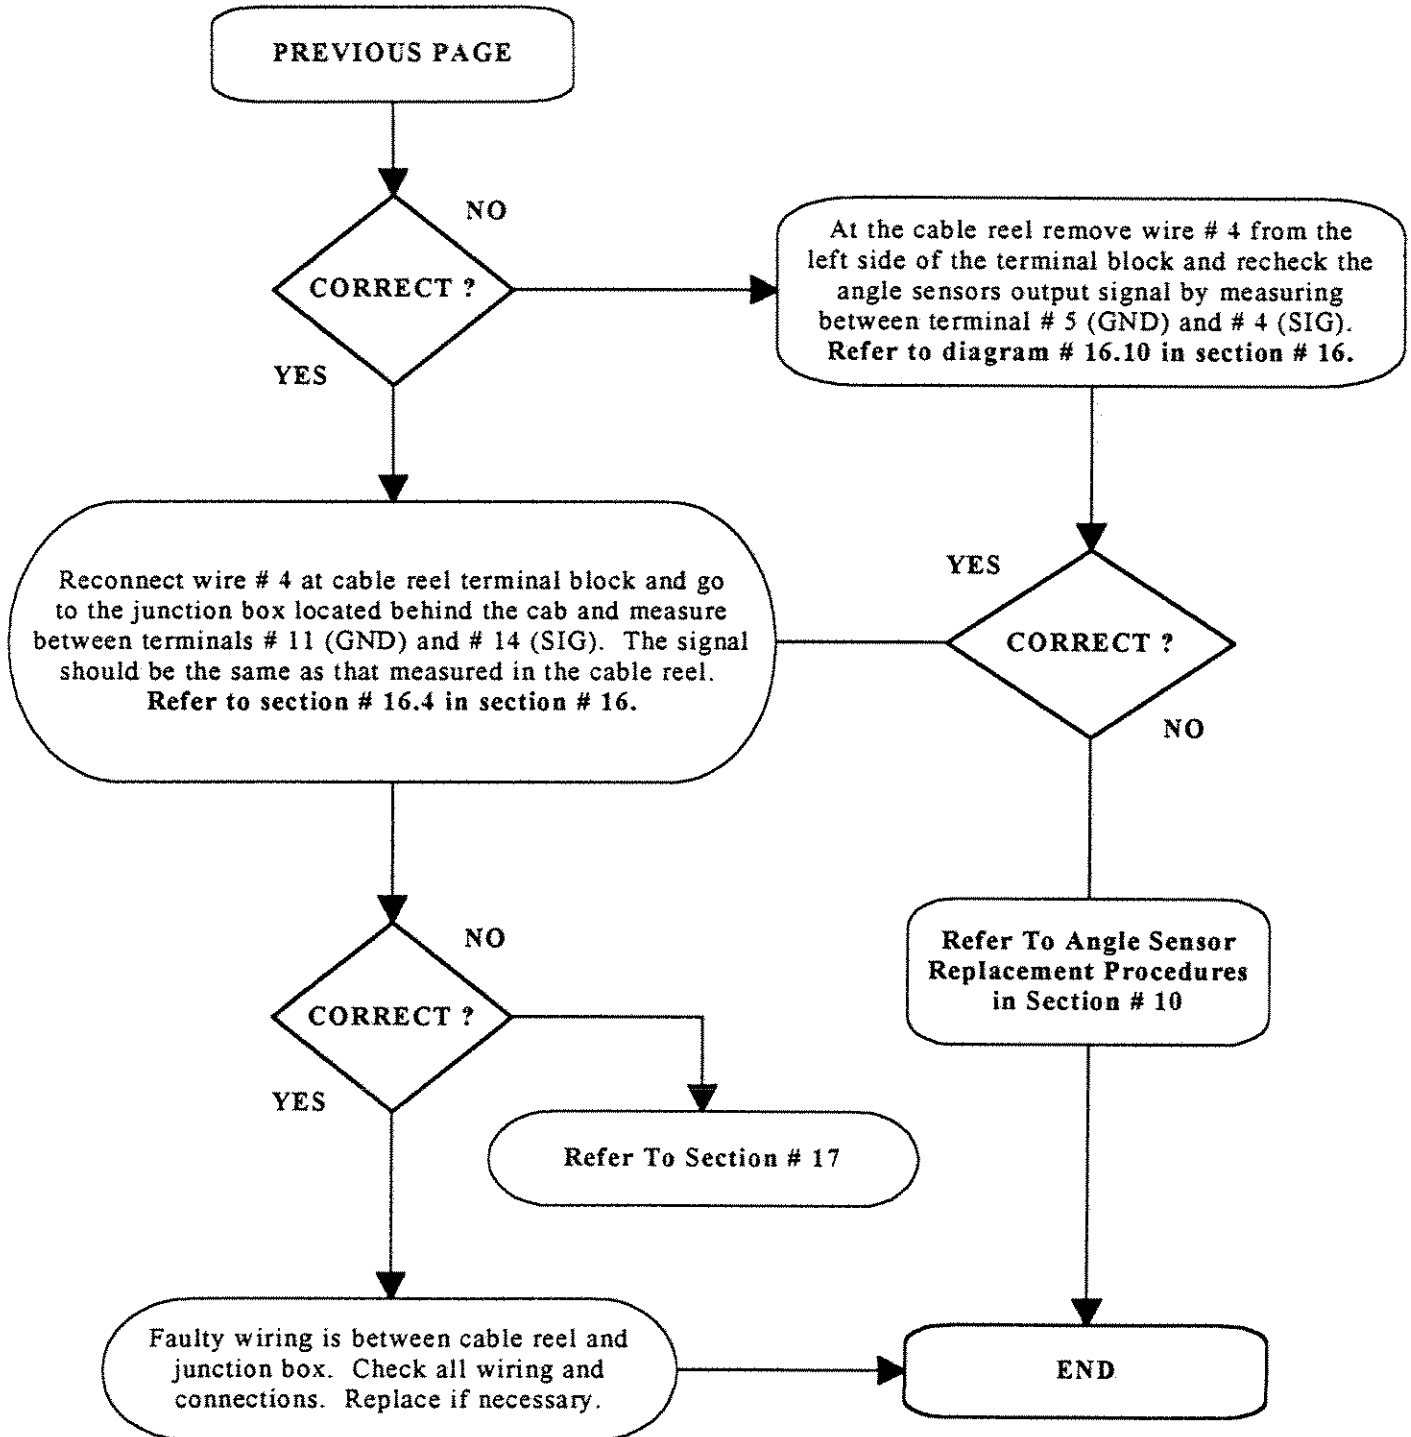 PREVIOUS PAGE
NO
CORRECT ?
YES
At the cable reel remove wire # 4 from the
left side of the terminal block and recheck the
angle sensors output signal by measuring
between terminal # 5 (GND) and # 4 (SIG).
Refer to diagram # 16.10 in section # 16.
Reconnect wire # 4 at cable reel terminal block and go
to the junction box located behind the cab and measure
between terminals # 11 (GND) and # 14 (SIG). The signal
should be the same as that measured in the cable reel.
Refer to section # 16.4 in section # 16.
YES
CORRECT ?
NO
Refer To Angle Sensor
Replacement Procedures
in Section # 10
NO
CORRECT ?
YES
Refer To Section # 17
Faulty wiring is between cable reel and
junction box. Check all wiring and
connections. Replace if necessary.
END